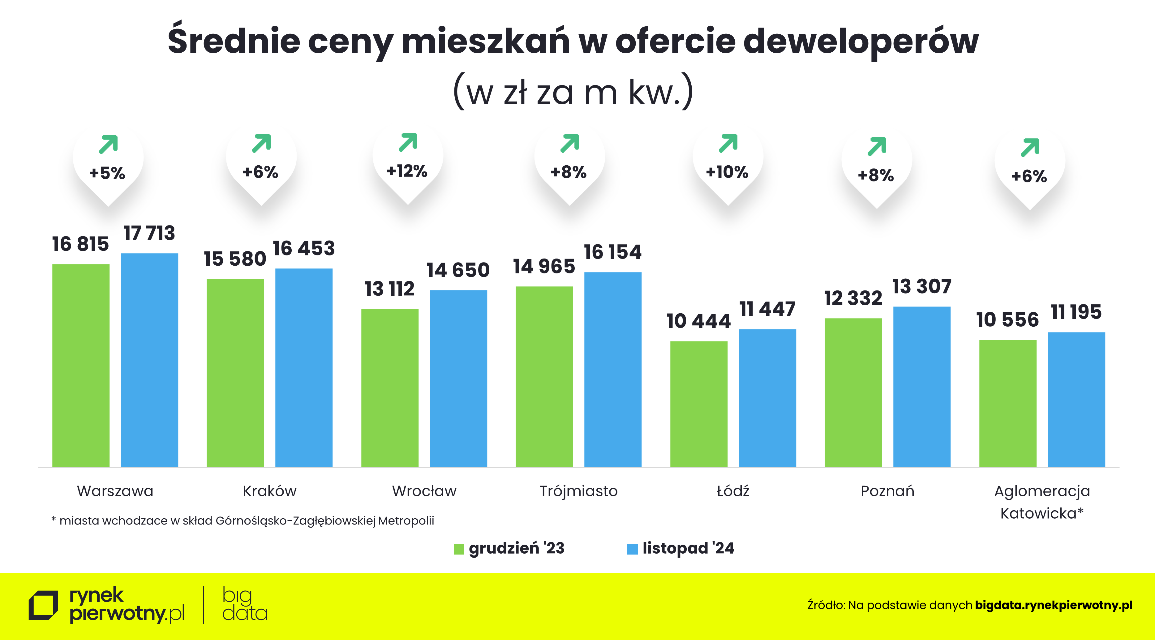 Średnie ceny mieszkań w ofercie deweloperów
(w zł za m kw.)
+5%
+6%
+12%
+8%
+10%
+8%
+6%
16 815
17 713
15 580
16 453
13 112
14 650
14 965
16 154
10 444
11 447
12 332
13 307
10 556
11 195
Warszawa
Kraków
Wrocław
Trójmiasto
Łódź
Poznań
Aglomeracja
Katowicka*
* miasta wchodzace w skład Górnośląsko-Zagłębiowskiej Metropolii
grudzień '23
listopad '24
rynek
pierwotny.pl
big
data
Źródło: Na podstawie danych bigdata.rynekpierwotny.pl